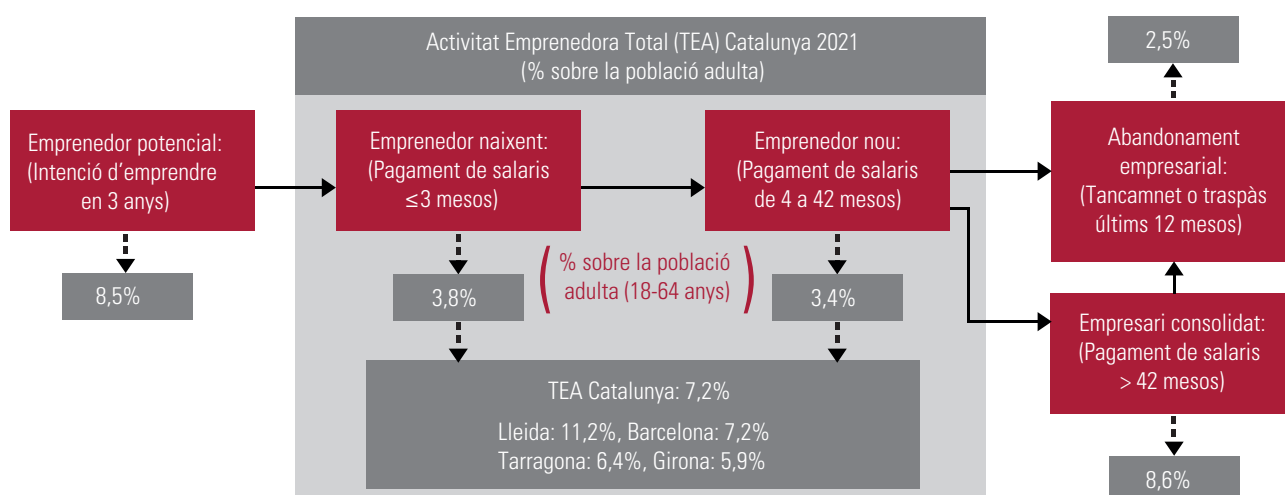 Activitat Emprenedora Total (TEA) Catalunya 2021
(% sobre la població adulta)
Emprenedor potencial:
(Intenció d'emprendre
en 3 anys)
8,5%
Emprenedor naixent:
(Pagament de salaris
≤3 mesos)
3,8%
(% sobre la població
adulta (18-64 anys))
Emprenedor nou:
(Pagament de salaris
de 4 a 42 mesos)
3,4%
TEA Catalunya: 7,2%
Lleida: 11,2%, Barcelona: 7,2%
Tarragona: 6,4%, Girona: 5,9%
2,5%
Abandonament
empresarial:
(Tancamnet o traspàs
últims 12 mesos)
Empresari consolidat:
(Pagament de salaris
> 42 mesos)
8,6%